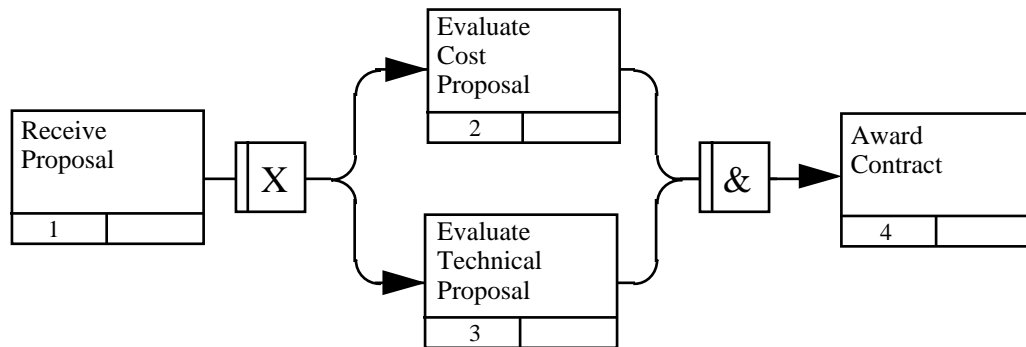 Receive
Proposal
1
X
Evaluate
Cost
Proposal
2
Evaluate
Technical
Proposal
3
&
Award
Contract
4